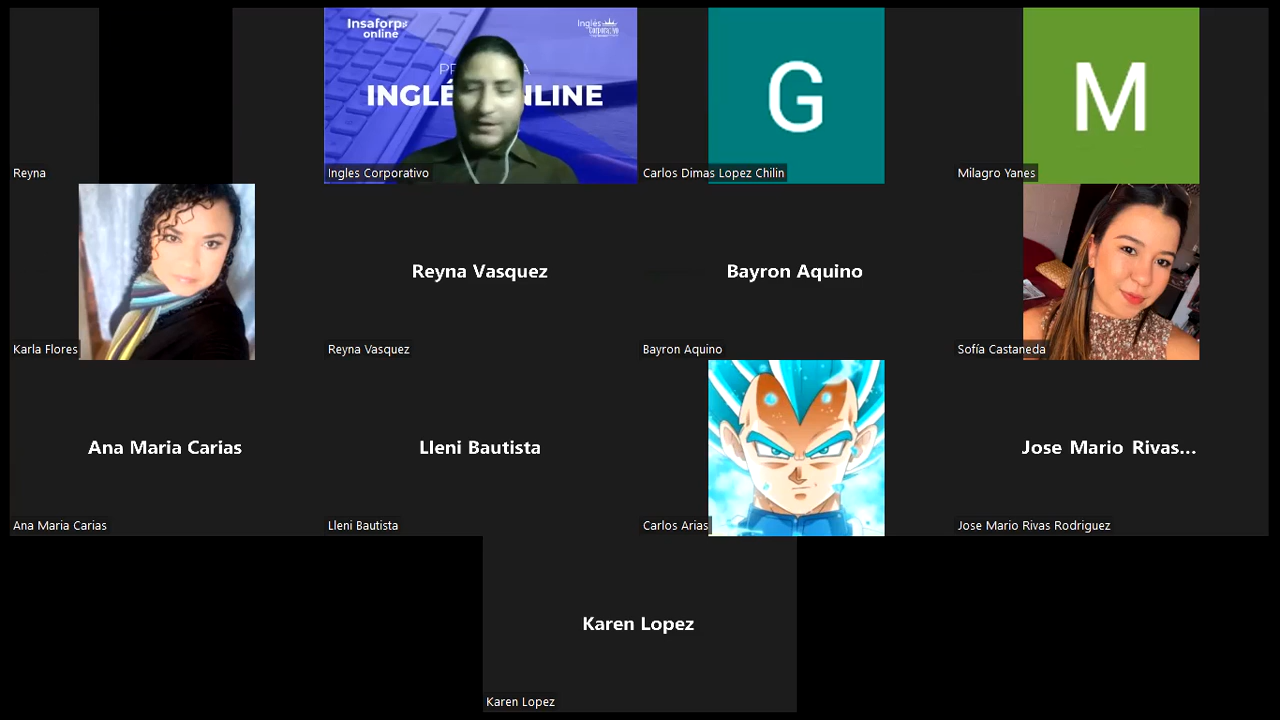 Insaforp
online
Inglés
corporativo
INGLÉ NLINE
Reyna
Ingles Corporativo
G
Carlos Dimas Lopez Chilin
M
Milagro Yanes
Karla Flores
Reyna Vasquez
Reyna Vasquez
Bayron Aquino
Bayron Aquino
Sofía Castaneda
Ana Maria Carias
Ana Maria Carias
Lleni Bautista
Lleni Bautista
Carlos Arias
Jose Mario Rivas...
Jose Mario Rivas Rodriguez
Karen Lopez
Karen Lopez